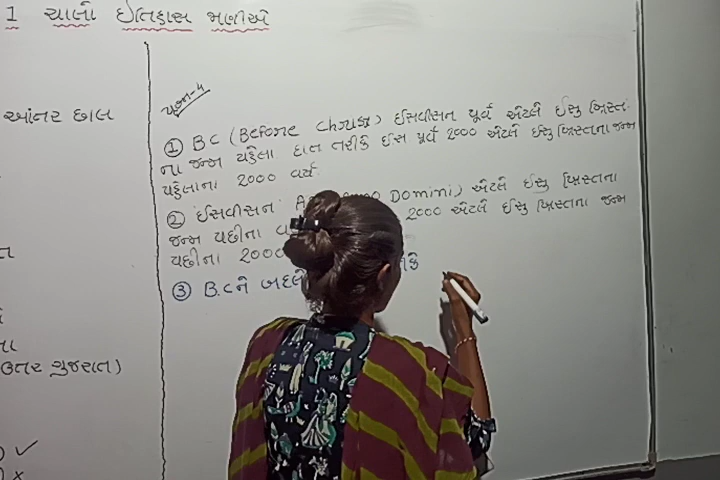 1 ચાલો ઇતિહાસ જાણીએ
આંતર છાલ
ઉત્તર ગુજરાત)
પ્રશ્ન-4
① BC (Before Christ) ઈસવીસન પૂર્વે એટલે ઈસુ ખ્રિસ્ત
ના જન્મ પહેલા. દાત તરીકે ઈસ પૂર્વે 2000 એટલે ઈસુ ખ્રિસ્તના જન્મ
પહેલાના 2000 વર્ષ.
② ઈસવીસન Domini) એટલે ઈસુ ખ્રિસ્તના
જન્મ પછીના 2000 એટલે ઈસુ ખ્રિસ્તના જન્મ
પછીના 2000
③ B.C ને બદલે